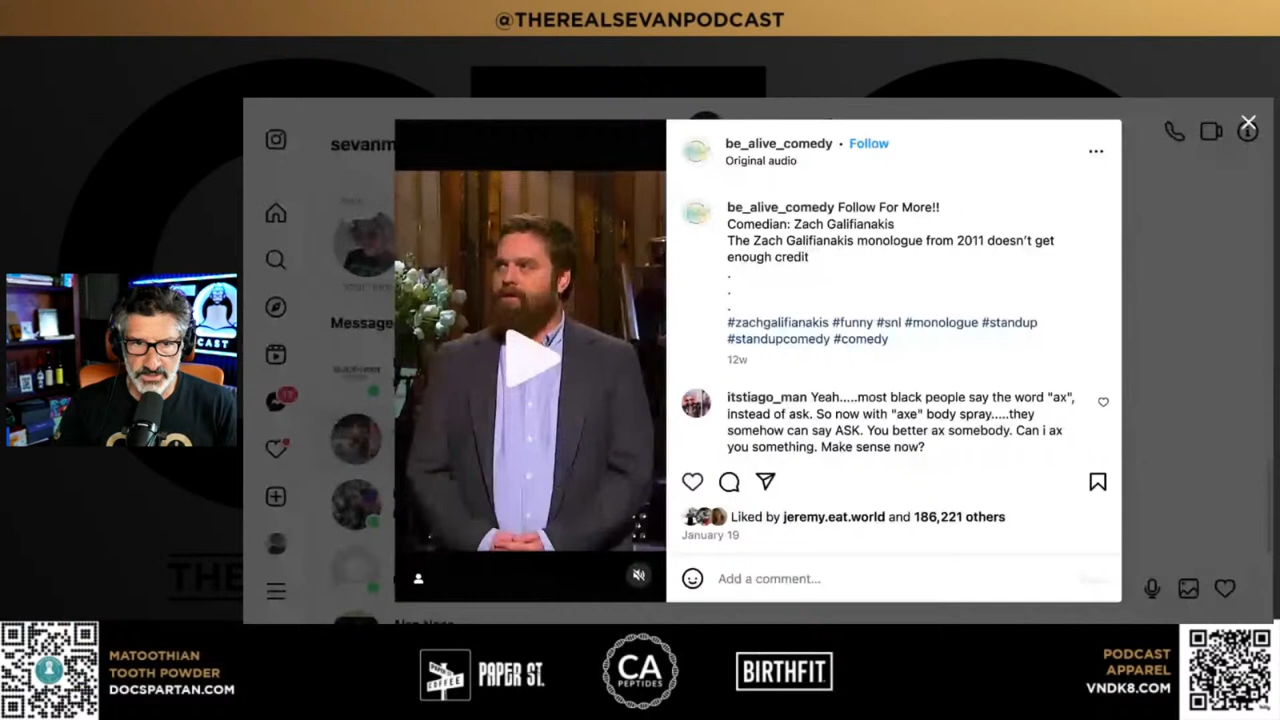 @THEREALSEVANPODCAST
sevanm
Message
be_alive_comedy • Follow
Original audio
be_alive_comedy Follow For More!!
Comedian: Zach Galifianakis
The Zach Galifianakis monologue from 2011 doesn't get
enough credit
.
.
.
#zachgalifianakis #funny #snl #monologue #standup
#standupcomedy #comedy
12w
itstiago_man Yeah.....most black people say the word "ax",
instead of ask. So now with "axe" body spray.....they
somehow can say ASK. You better ax somebody. Can i ax
you something. Make sense now?
Liked by jeremy.eat.world and 186,221 others
January 19
Add a comment...
CAST
THE
MATOOTHIAN
TOOTH POWDER
DOCSPARTAN.COM
PAPER ST.
COFFEE
CA
PEPTIDES
BIRTHFIT
PODCAST
APPAREL
VNDK8.COM